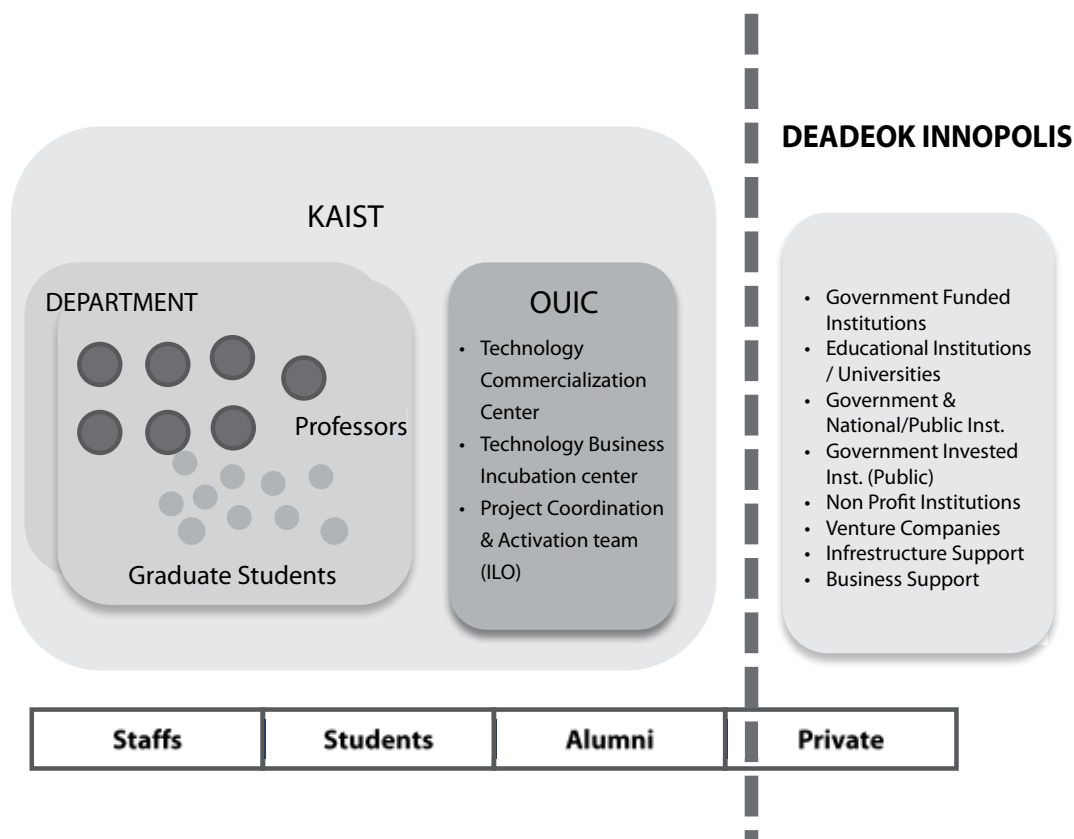 DEADEOK INNOPOLIS
KAIST
DEPARTMENT
Professors
Graduate Students
OUIC
• Technology
Commercialization
Center
• Technology Business
Incubation center
• Project Coordination
& Activation team
(ILO)
• Government Funded
Institutions
• Educational Institutions
/ Universities
• Government &
National/Public Inst.
• Government Invested
Inst. (Public)
• Non Profit Institutions
• Venture Companies
• Infrestructure Support
• Business Support
Staffs
Students
Alumni
Private